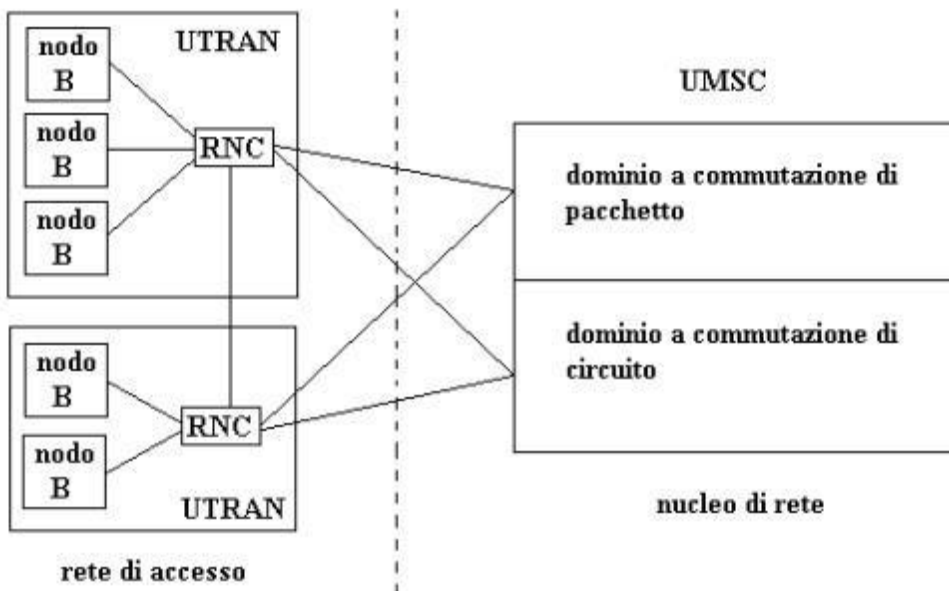 nodo
B
UTRAN
nodo
B
RNC
nodo
B
UMSC
dominio a commutazione di
pacchetto
dominio a commutazione di
circuito
nodo
B
RNC
nodo
B
UTRAN
nucleo di rete
rete di accesso